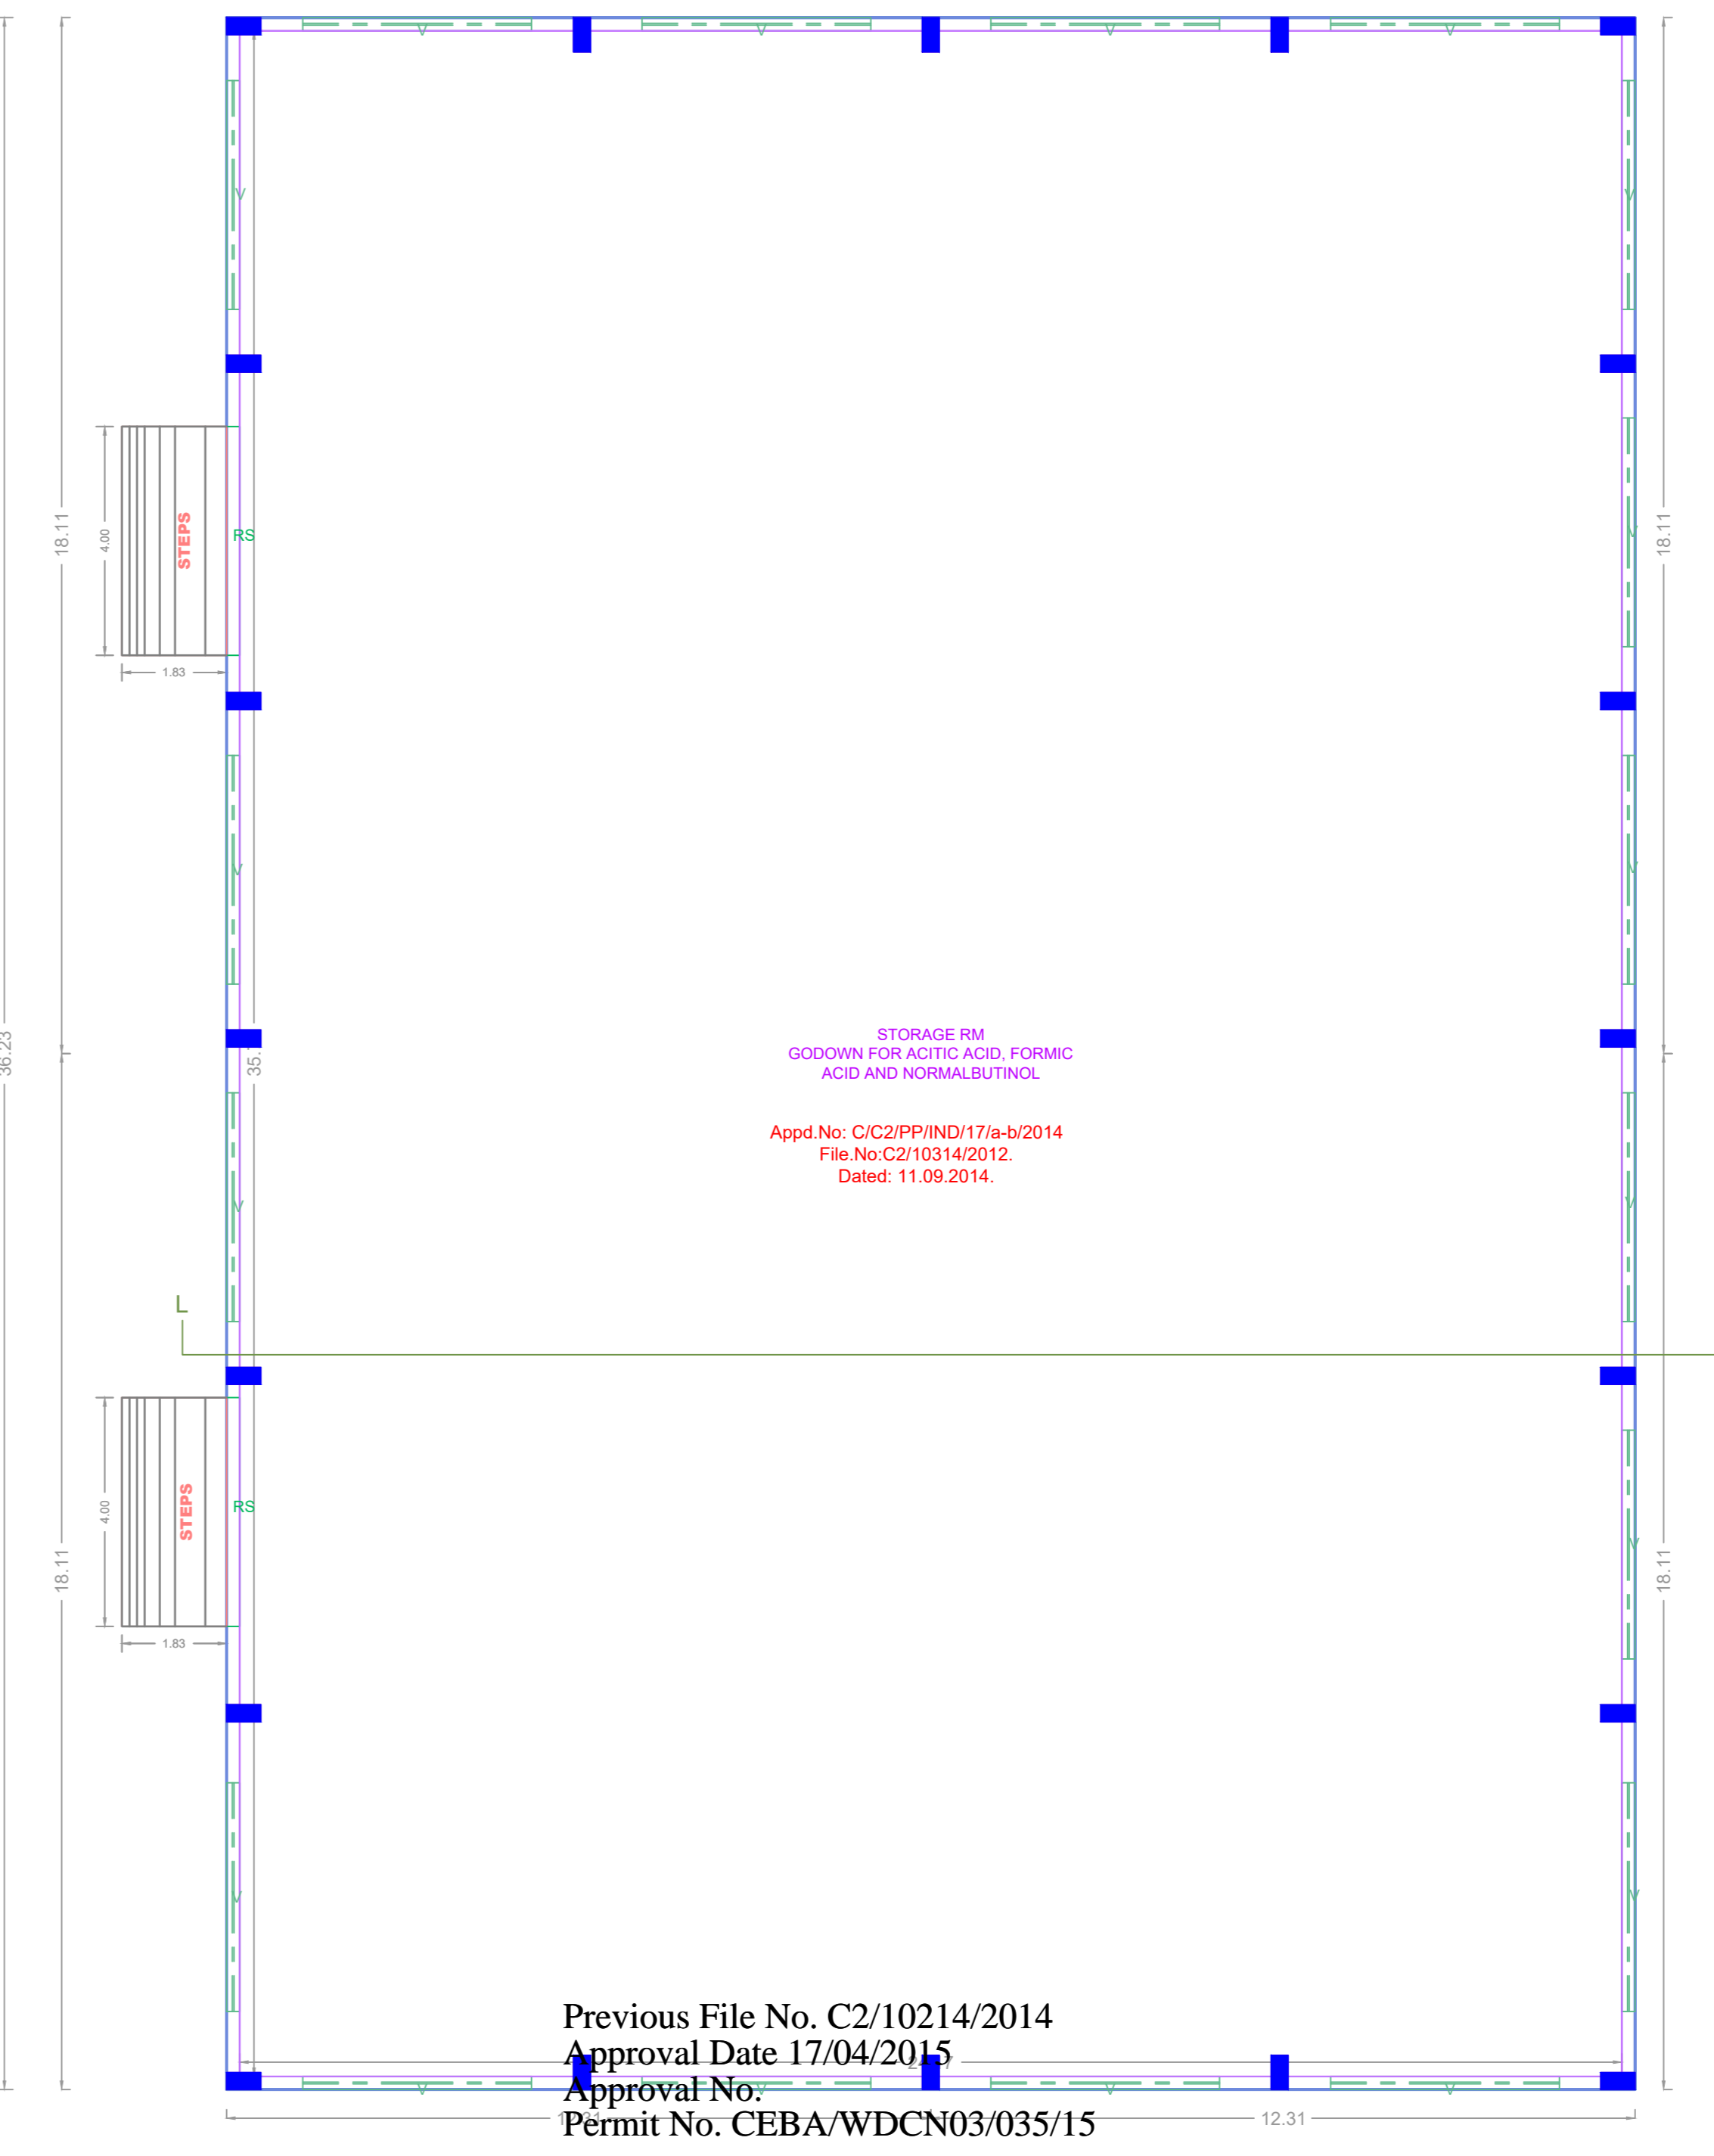 V
V
V
V
V
V
18.11
4.00
STEPS
RS
V
18.11
1.83
V
V
36.23
35.
STORAGE RM
GODOWN FOR ACITIC ACID, FORMIC
ACID AND NORMALBUTINOL
Appd.No: C/C2/PP/IND/17/a-b/2014
File.No:C2/10314/2012.
Dated: 11.09.2014.
V
V
L
4.00
STEPS
RS
V
18.11
18.11
1.83
V
V
Previous File No. C2/10214/2014
Approval Date 17/04/2015
Approval No.
V
V
V
V
12.31
12.31
Permit No. CEBA/WDCN03/035/15